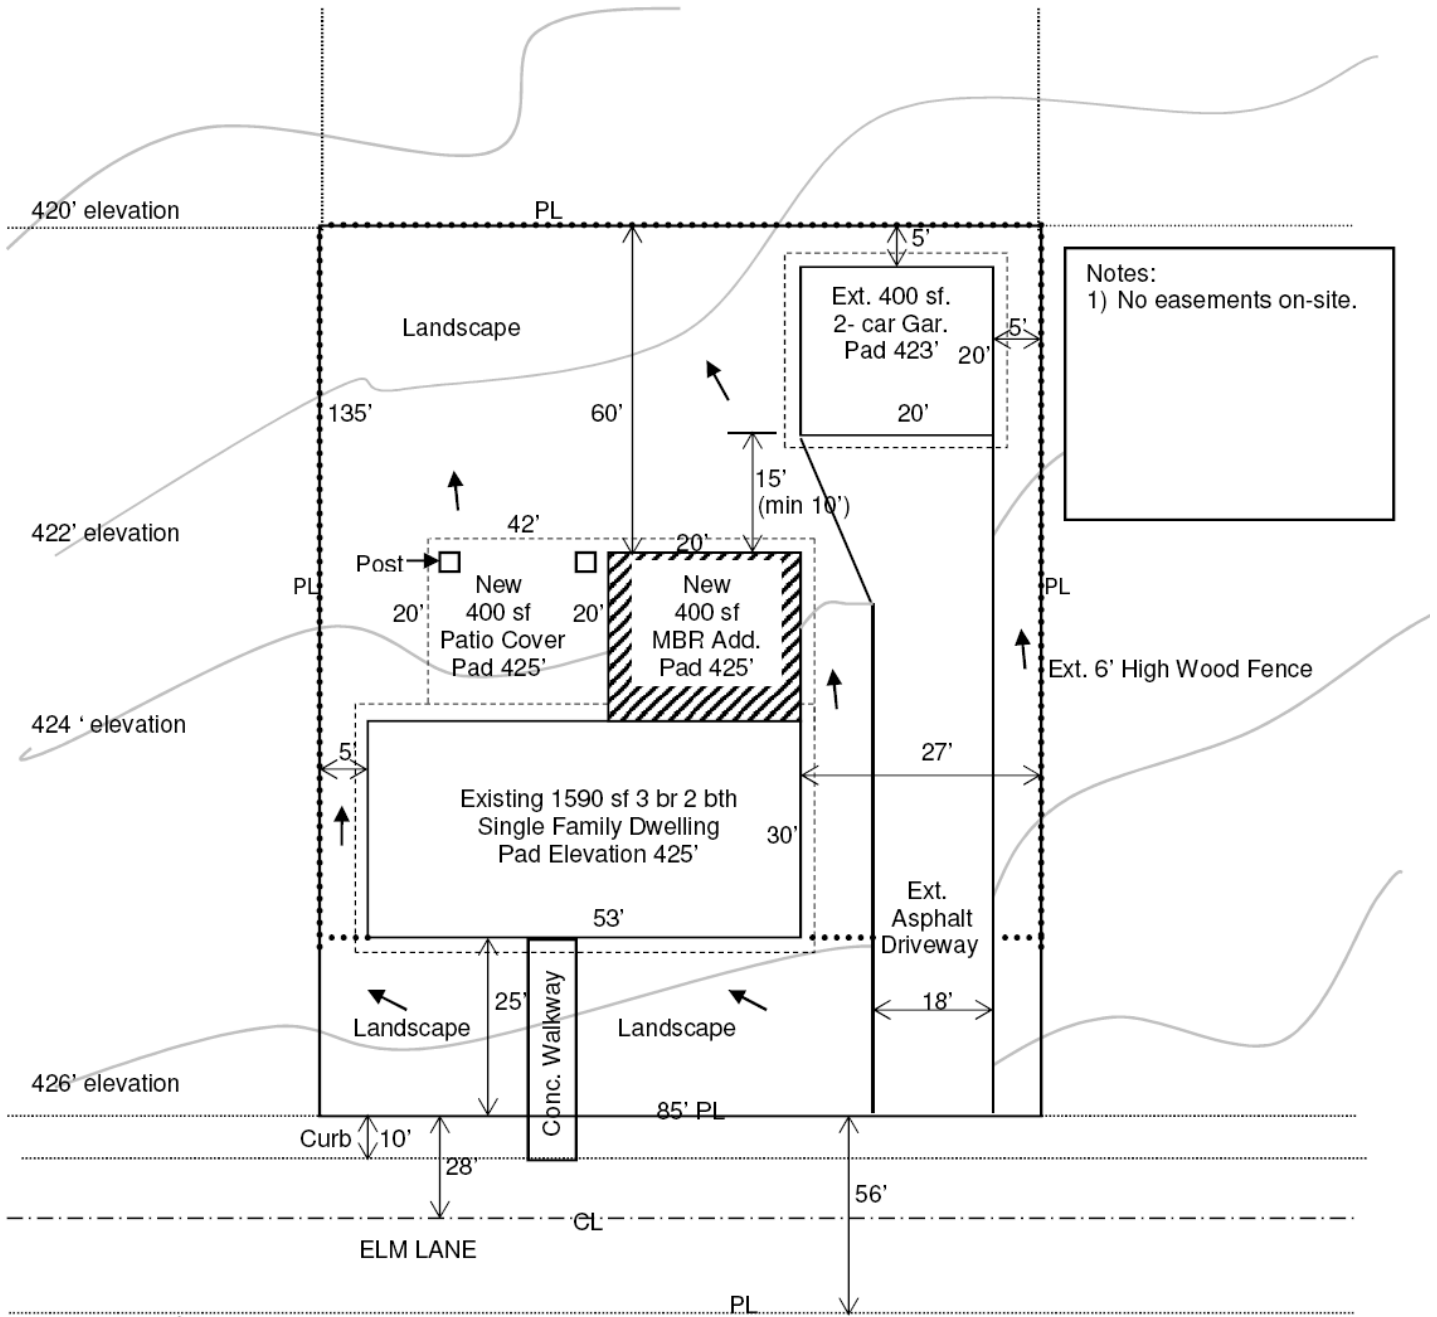 420’ elevation
PL
5’
Notes:
1) No easements on-site.
Ext. 400 sf.
2- car Gar.
Pad 423’
5’
20’
20’
Landscape
135’
60’
15’
(min 10’)
422’ elevation
42’
20’
Post
PL
New
400 sf
Patio Cover
Pad 425’
20’
20’
New
400 sf
MBR Add.
Pad 425’
PL
Ext. 6’ High Wood Fence
424 ‘ elevation
5’
27’
Existing 1590 sf 3 br 2 bth
Single Family Dwelling
Pad Elevation 425’
30’
53’
Ext.
Asphalt
Driveway
25’
Conc. Walkway
18’
Landscape
Landscape
426’ elevation
85’ PL
Curb
10’
28’
56’
CL
ELM LANE
PL